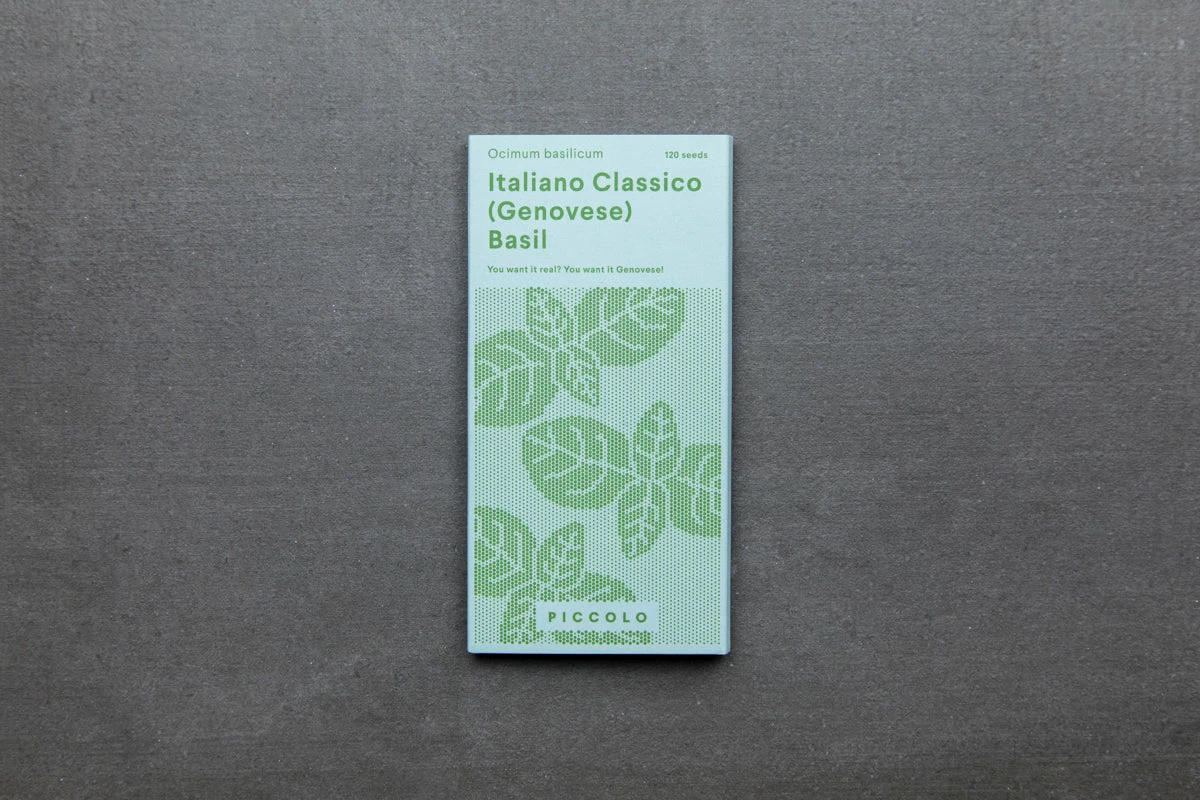 Ocimum basilicum
120 seeds
Italiano Classico
(Genovese)
Basil
You want it real? You want it Genovese!
PICCOLO